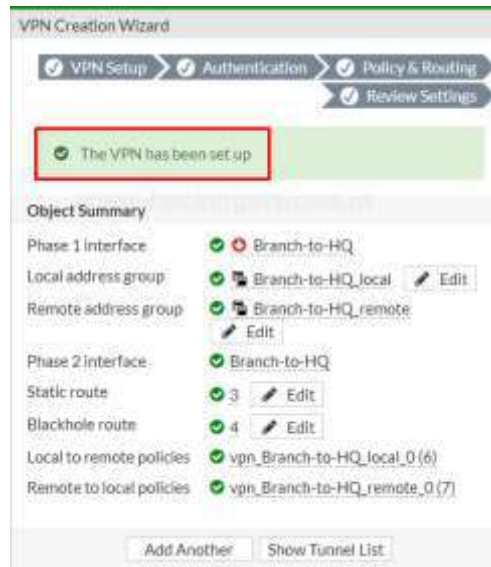 VPN Creation Wizard
VPN Setup Authentication Policy & Routing
Review Settings
The VPN has been set up
Object Summary
Phase 1 interface Branch-to-HQ
Local address group Branch-to-HQ_local Edit
Remote address group Branch-to-HQ_remote
Edit
Phase 2 interface Branch-to-HQ
Static route 3 Edit
Blackhole route 4 Edit
Local to remote policies vpn_Branch-to-HQ_local_0 (6)
Remote to local policies vpn_Branch-to-HQ_remote_0 (7)
Add Another Show Tunnel List